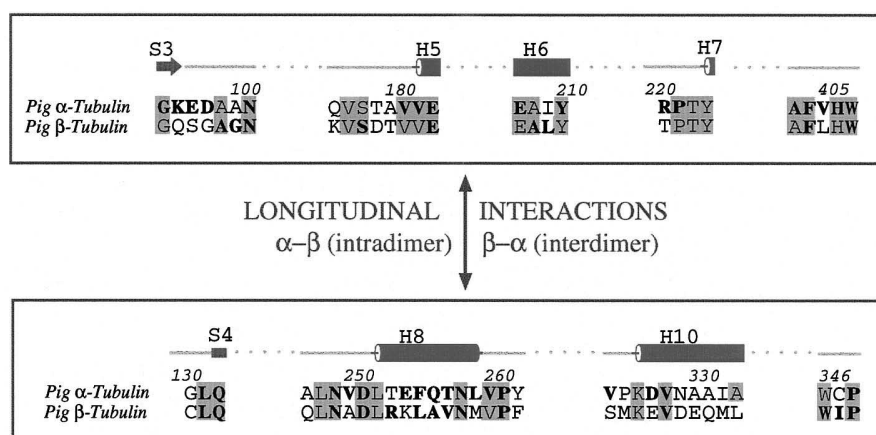 S3 H5 H6 H7
100 180 210 220 405
Pig α-Tubulin GKEDAAN QVSTAVVE EAIY RPTY AFVHW
Pig β-Tubulin GQSGAGN KVSDTVVE EALY TPTY AFLHW
LONGITUDINAL INTERACTIONS
α–β (intradimer) β–α (interdimer)
S4 H8 H10
130 250 260 330 346
Pig α-Tubulin GLQ ALNVDLTEFQTNLVPY VPKDVNAAIA WCP
Pig β-Tubulin CLQ QLNADLRKLAVNMVPF SMKEVDEQML WIP